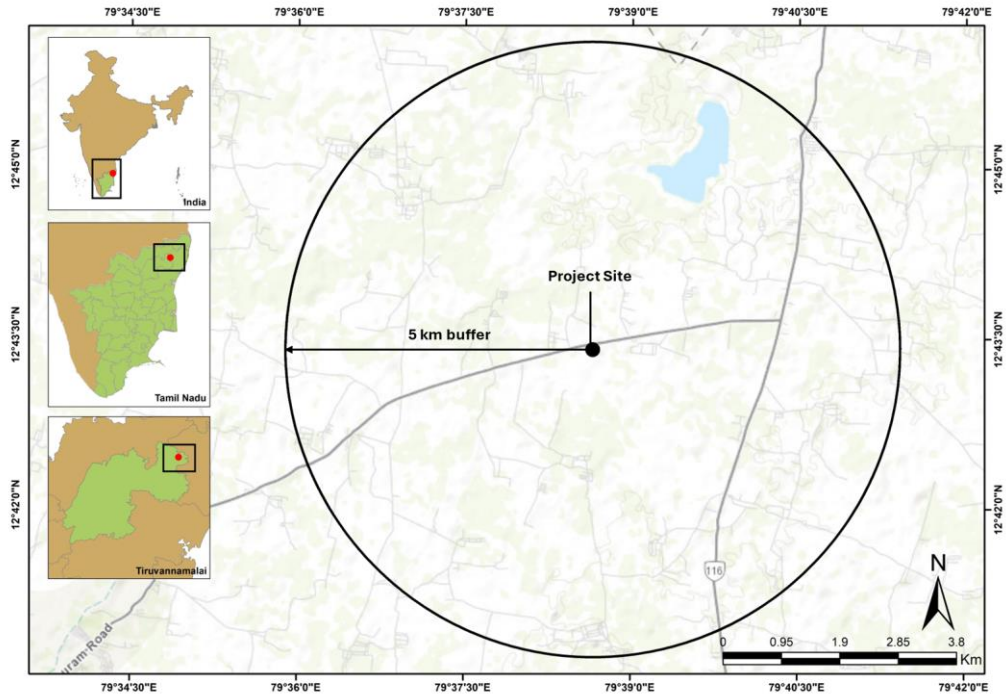 79°34'30"E 79°36'0"E 79°37'30"E 79°39'0"E 79°40'30"E 79°42'0"E
India
Tamil Nadu
Tiruvannamalai
12°45'0"N
12°43'30"N
12°42'0"N
Project Site
5 km buffer
12°45'0"N
12°43'30"N
12°42'0"N
116
uram-Road
N
0 0.95 1.9 2.85 3.8
Km
79°34'30"E 79°36'0"E 79°37'30"E 79°39'0"E 79°40'30"E 79°42'0"E